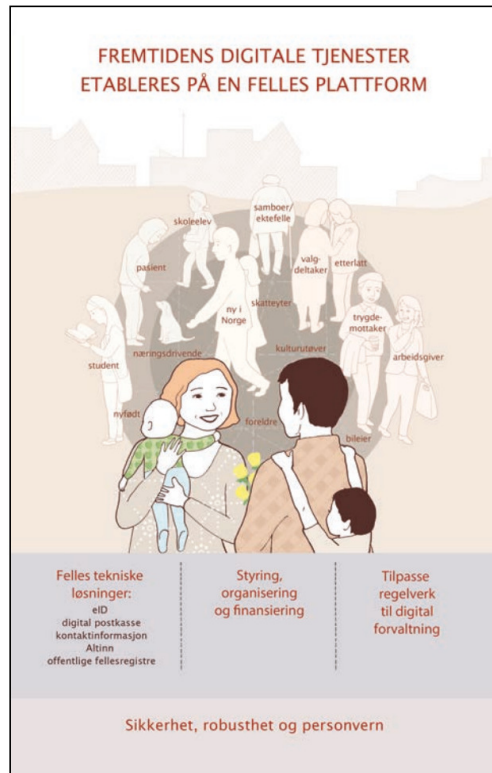 FREMTIDENS DIGITALE TJENESTER
ETABLERES PÅ EN FELLES PLATTFORM
samboer/
ektefelle
skoleelev
valg-
deltaker
etterlatt
pasient
ny i
Norge
skatteyter
trygde-
mottaker
student
næringsdrivende
kulturutøver
arbeidsgiver
nyfødt
foreldre
bileier
Felles tekniske
løsninger:
eID
digital postkasse
kontaktinformasjon
Altinn
offentlige fellesregistre
Styring,
organisering
og finansiering
Tilpasse
regelverk
til digital
forvaltning
Sikkerhet, robusthet og personvern